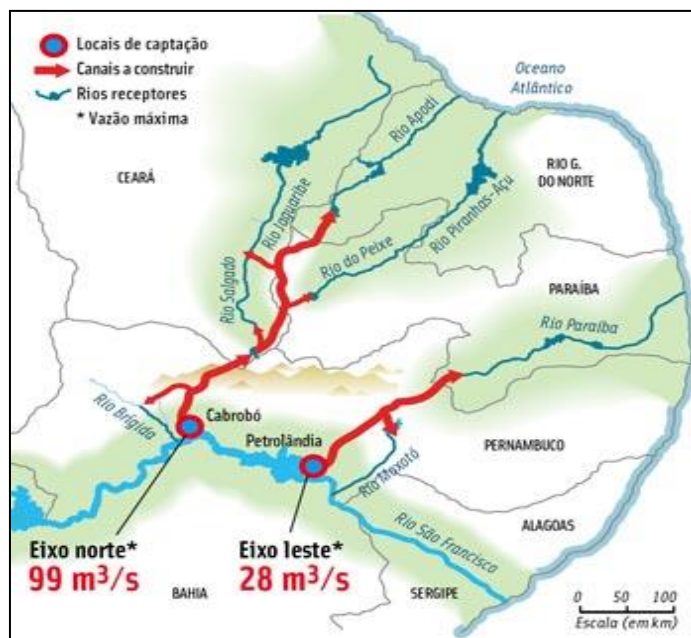 Locais de captação
Canais a construir
Rios receptores
* Vazão máxima
Oceano
Atlântico
CEARÁ
Rio Apodi
RIO G.
DO NORTE
Rio Jaguaribe
Rio Piranhas-Açu
Rio do Peixe
Rio Salgado
PARAÍBA
Rio Paraíba
Rio Brígida
Cabrobó
Petrolândia
PERNAMBUCO
Rio Moxotó
Rio São Francisco
ALAGOAS
Eixo norte*
99 m³/s
Eixo leste*
28 m³/s
BAHIA
SERGIPE
0 50 100
Escala (em km)